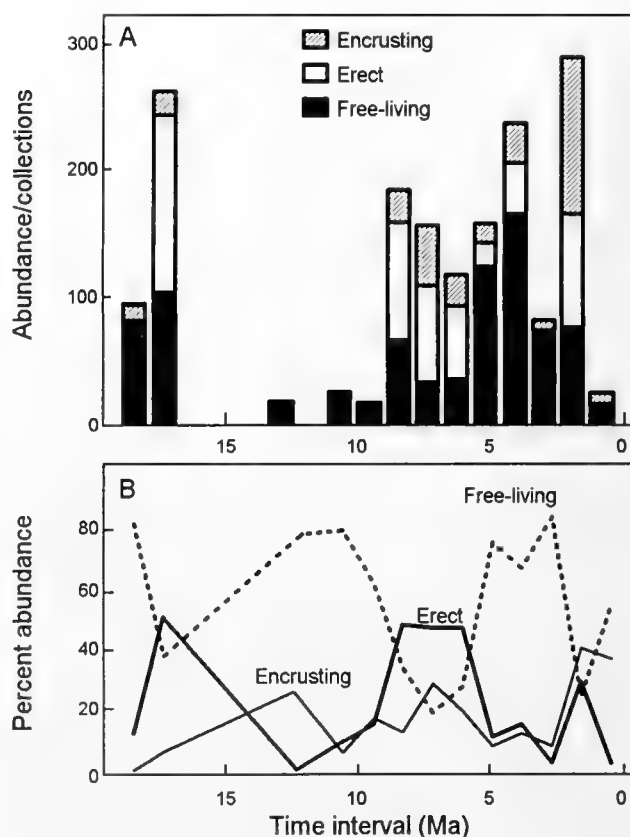 A
Encrusting
Erect
Free-living
Abundance/collections
300
200
100
0
15
10
5
0
B
Free-living
Erect
Encrusting
Percent abundance
80
60
40
20
0
15
10
5
0
Time interval (Ma)